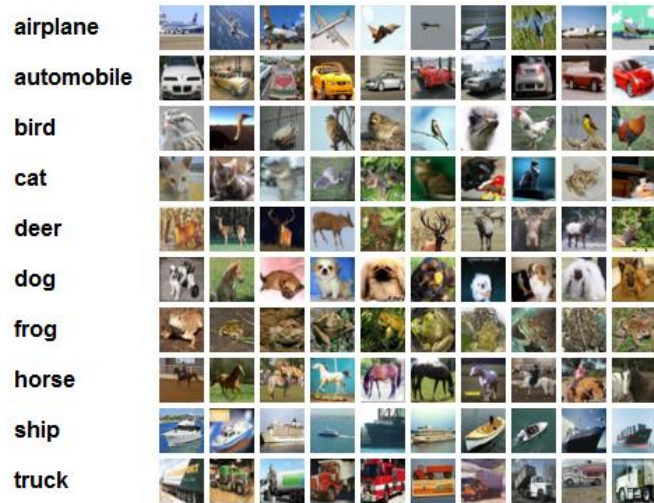 airplane
automobile
bird
cat
deer
dog
frog
horse
ship
truck